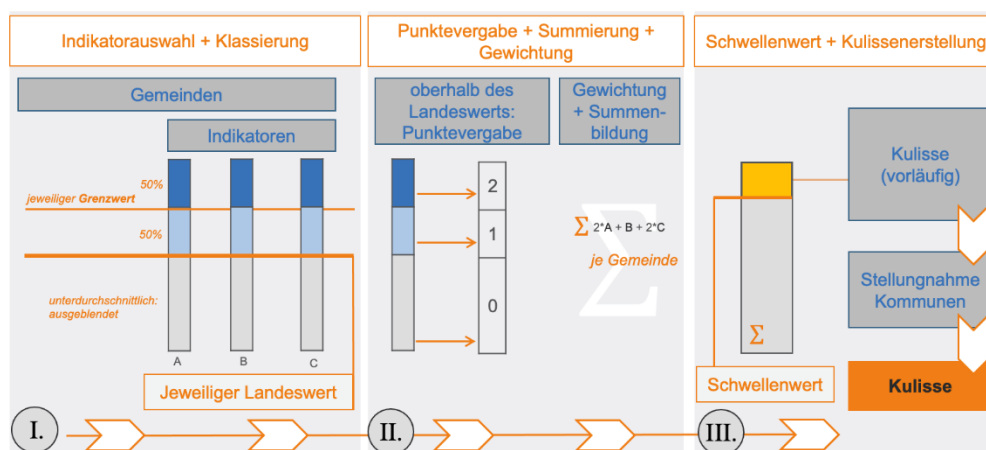 Indikatorauswahl + Klassierung
Gemeinden
Indikatoren
50%
jeweiliger Grenzwert
50%
unterdurchschnittlich:
ausgeblendet
A
B
C
Jeweiliger Landeswert
I.
Punktevergabe + Summierung +
Gewichtung
oberhalb des
Landeswerts:
Punktevergabe
2
1
0
Gewichtung
+ Summen-
bildung
Σ
Σ 2*A + B + 2*C
je Gemeinde
II.
Schwellenwert + Kulissenerstellung
Kulisse
(vorläufig)
Stellungnahme
Kommunen
Σ
Schwellenwert
Kulisse
III.